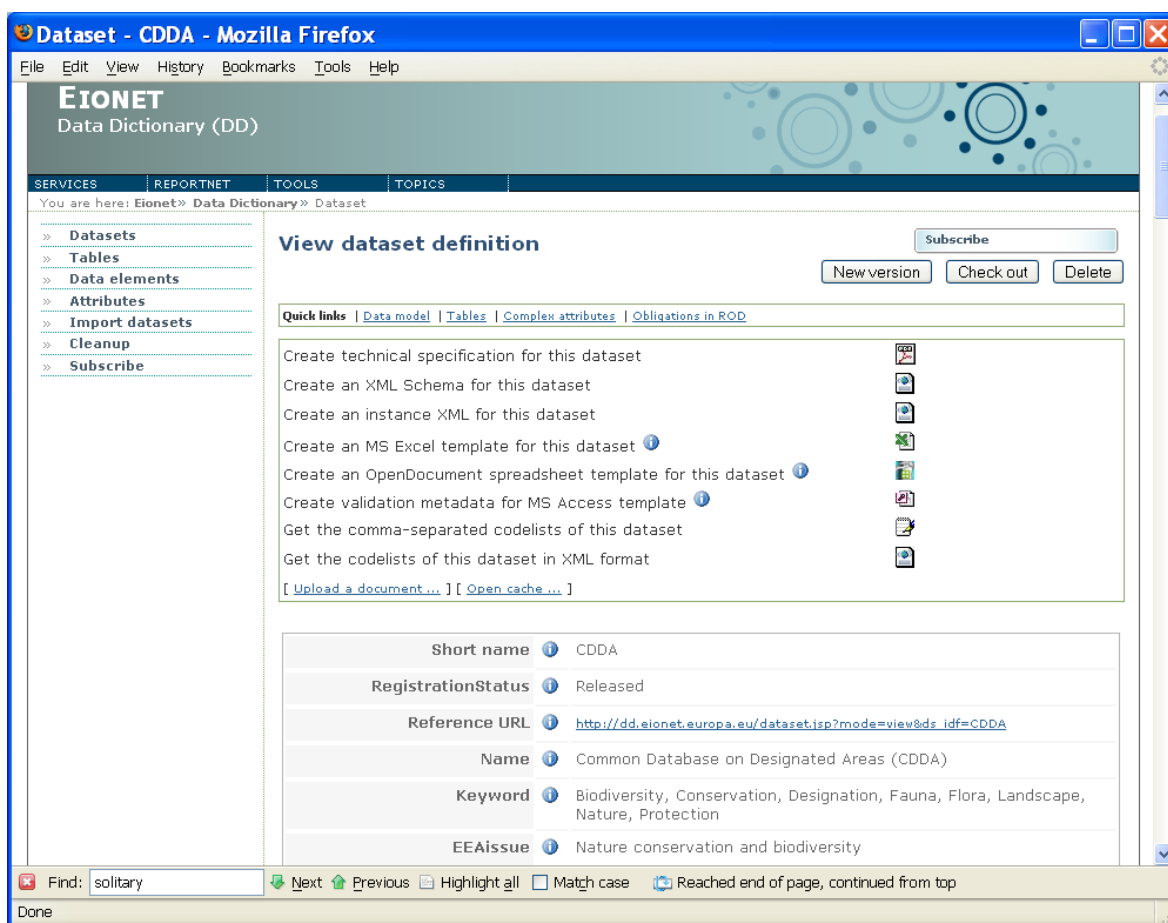 Dataset - CDDA - Mozilla Firefox
File Edit View History Bookmarks Tools Help
EIONET
Data Dictionary (DD)
SERVICES REPORTNET TOOLS TOPICS
You are here: Eionet» Data Dictionary» Dataset
» Datasets
» Tables
» Data elements
» Attributes
» Import datasets
» Cleanup
» Subscribe
View dataset definition
Subscribe
New version Check out Delete
Quick links | Data model | Tables | Complex attributes | Obligations in ROD
Create technical specification for this dataset
Create an XML Schema for this dataset
Create an instance XML for this dataset
Create an MS Excel template for this dataset
Create an OpenDocument spreadsheet template for this dataset
Create validation metadata for MS Access template
Get the comma-separated codelists of this dataset
Get the codelists of this dataset in XML format
[ Upload a document ... ] [ Open cache ... ]
Short name CDDA
RegistrationStatus Released
Reference URL http://dd.eionet.europa.eu/dataset.jsp?mode=view&ds_idf=CDDA
Name Common Database on Designated Areas (CDDA)
Keyword Biodiversity, Conservation, Designation, Fauna, Flora, Landscape,
Nature, Protection
EEAissue Nature conservation and biodiversity
Find: solitary Next Previous Highlight all Match case Reached end of page, continued from top
Done